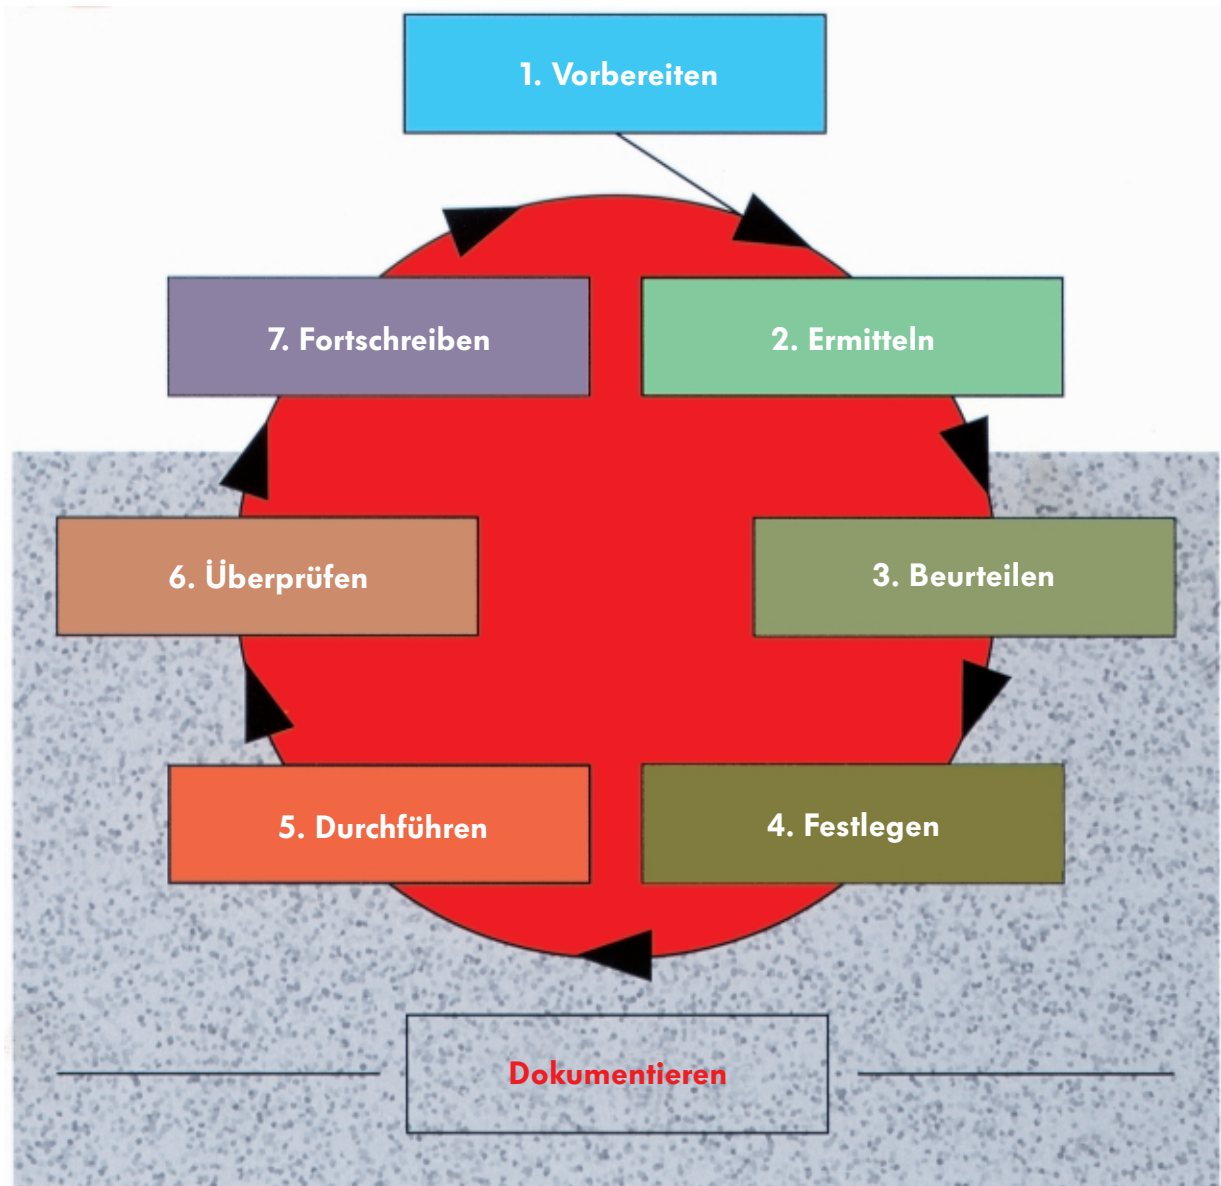 1. Vorbereiten
7. Fortschreiben
2. Ermitteln
6. Überprüfen
3. Beurteilen
5. Durchführen
4. Festlegen
Dokumentieren